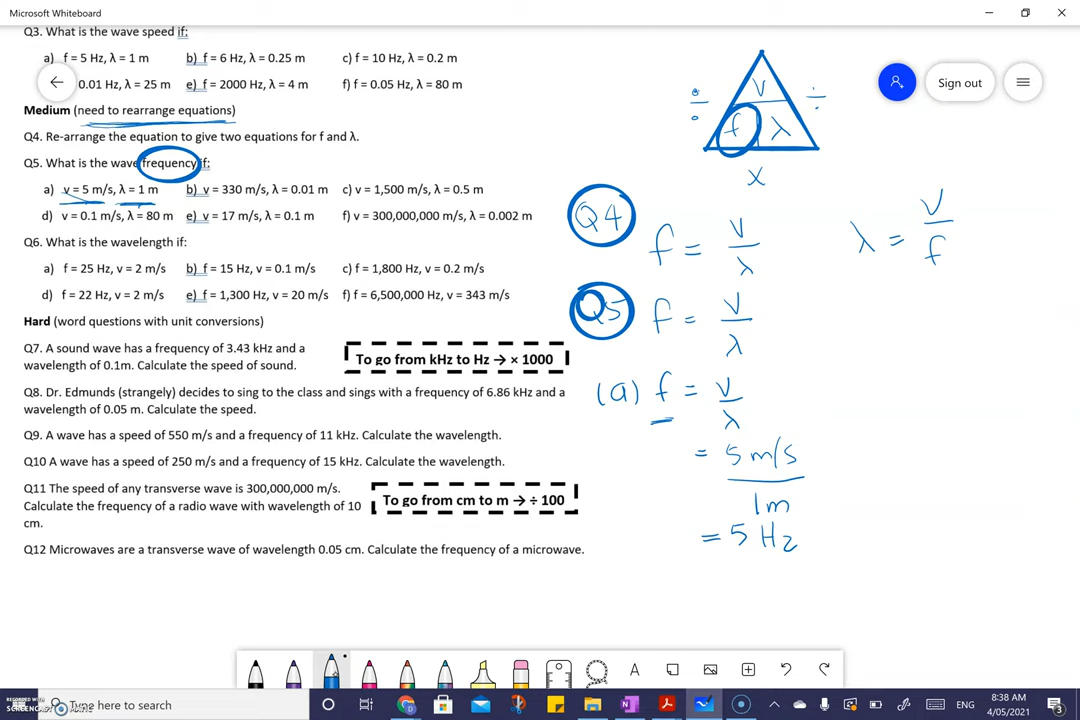 Microsoft Whiteboard
Q3. What is the wave speed if:
a) f = 5 Hz, λ = 1 m b) f = 6 Hz, λ = 0.25 m c) f = 10 Hz, λ = 0.2 m
0.01 Hz, λ = 25 m e) f = 2000 Hz, λ = 4 m f) f = 0.05 Hz, λ = 80 m
Sign out
Medium (need to rearrange equations)
Q4. Re-arrange the equation to give two equations for f and λ.
Q5. What is the wave frequency if:
a) v = 5 m/s, λ = 1 m b) v = 330 m/s, λ = 0.01 m c) v = 1,500 m/s, λ = 0.5 m
d) v = 0.1 m/s, λ = 80 m e) v = 17 m/s, λ = 0.1 m f) v = 300,000,000 m/s, λ = 0.002 m
Q6. What is the wavelength if:
a) f = 25 Hz, v = 2 m/s b) f = 15 Hz, v = 0.1 m/s c) f = 1,800 Hz, v = 0.2 m/s
d) f = 22 Hz, v = 2 m/s e) f = 1,300 Hz, v = 20 m/s f) f = 6,500,000 Hz, v = 343 m/s
Hard (word questions with unit conversions)
Q7. A sound wave has a frequency of 3.43 kHz and a
wavelength of 0.1m. Calculate the speed of sound.
To go from kHz to Hz → × 1000
Q8. Dr. Edmunds (strangely) decides to sing to the class and sings with a frequency of 6.86 kHz and a
wavelength of 0.05 m. Calculate the speed.
Q9. A wave has a speed of 550 m/s and a frequency of 11 kHz. Calculate the wavelength.
Q10 A wave has a speed of 250 m/s and a frequency of 15 kHz. Calculate the wavelength.
Q11 The speed of any transverse wave is 300,000,000 m/s.
Calculate the frequency of a radio wave with wavelength of 10
cm.
To go from cm to m → ÷ 100
Q12 Microwaves are a transverse wave of wavelength 0.05 cm. Calculate the frequency of a microwave.
v
÷ f λ ÷
x
Q4
f = v/λ
λ = v/f
Q5 f = v/λ
(a) f = v/λ
= 5 m/s
1m
= 5 Hz
A
RECORDED WITH
SCREENCAST MATIC
Type here to search
ENG
8:38 AM
4/05/2021
3